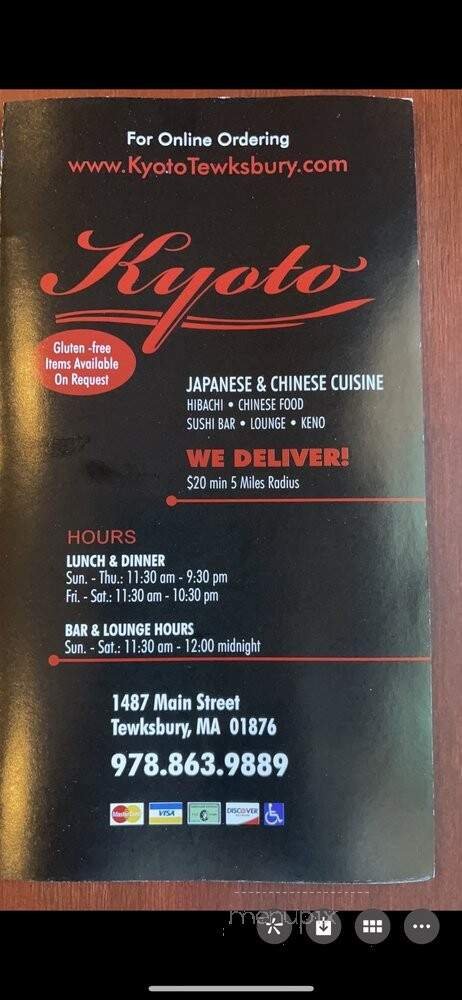 For Online Ordering
www.KyotoTewksbury.com
Kyoto
Gluten -free
Items Available
On Request
JAPANESE & CHINESE CUISINE
HIBACHI • CHINESE FOOD
SUSHI BAR • LOUNGE • KENO
WE DELIVER!
$20 min 5 Miles Radius
HOURS
LUNCH & DINNER
Sun. - Thu.: 11:30 am - 9:30 pm
Fri. - Sat.: 11:30 am - 10:30 pm
BAR & LOUNGE HOURS
Sun. - Sat.: 11:30 am - 12:00 midnight
1487 Main Street
Tewksbury, MA 01876
978.863.9889
MasterCard VISA DISCOVER
menupix